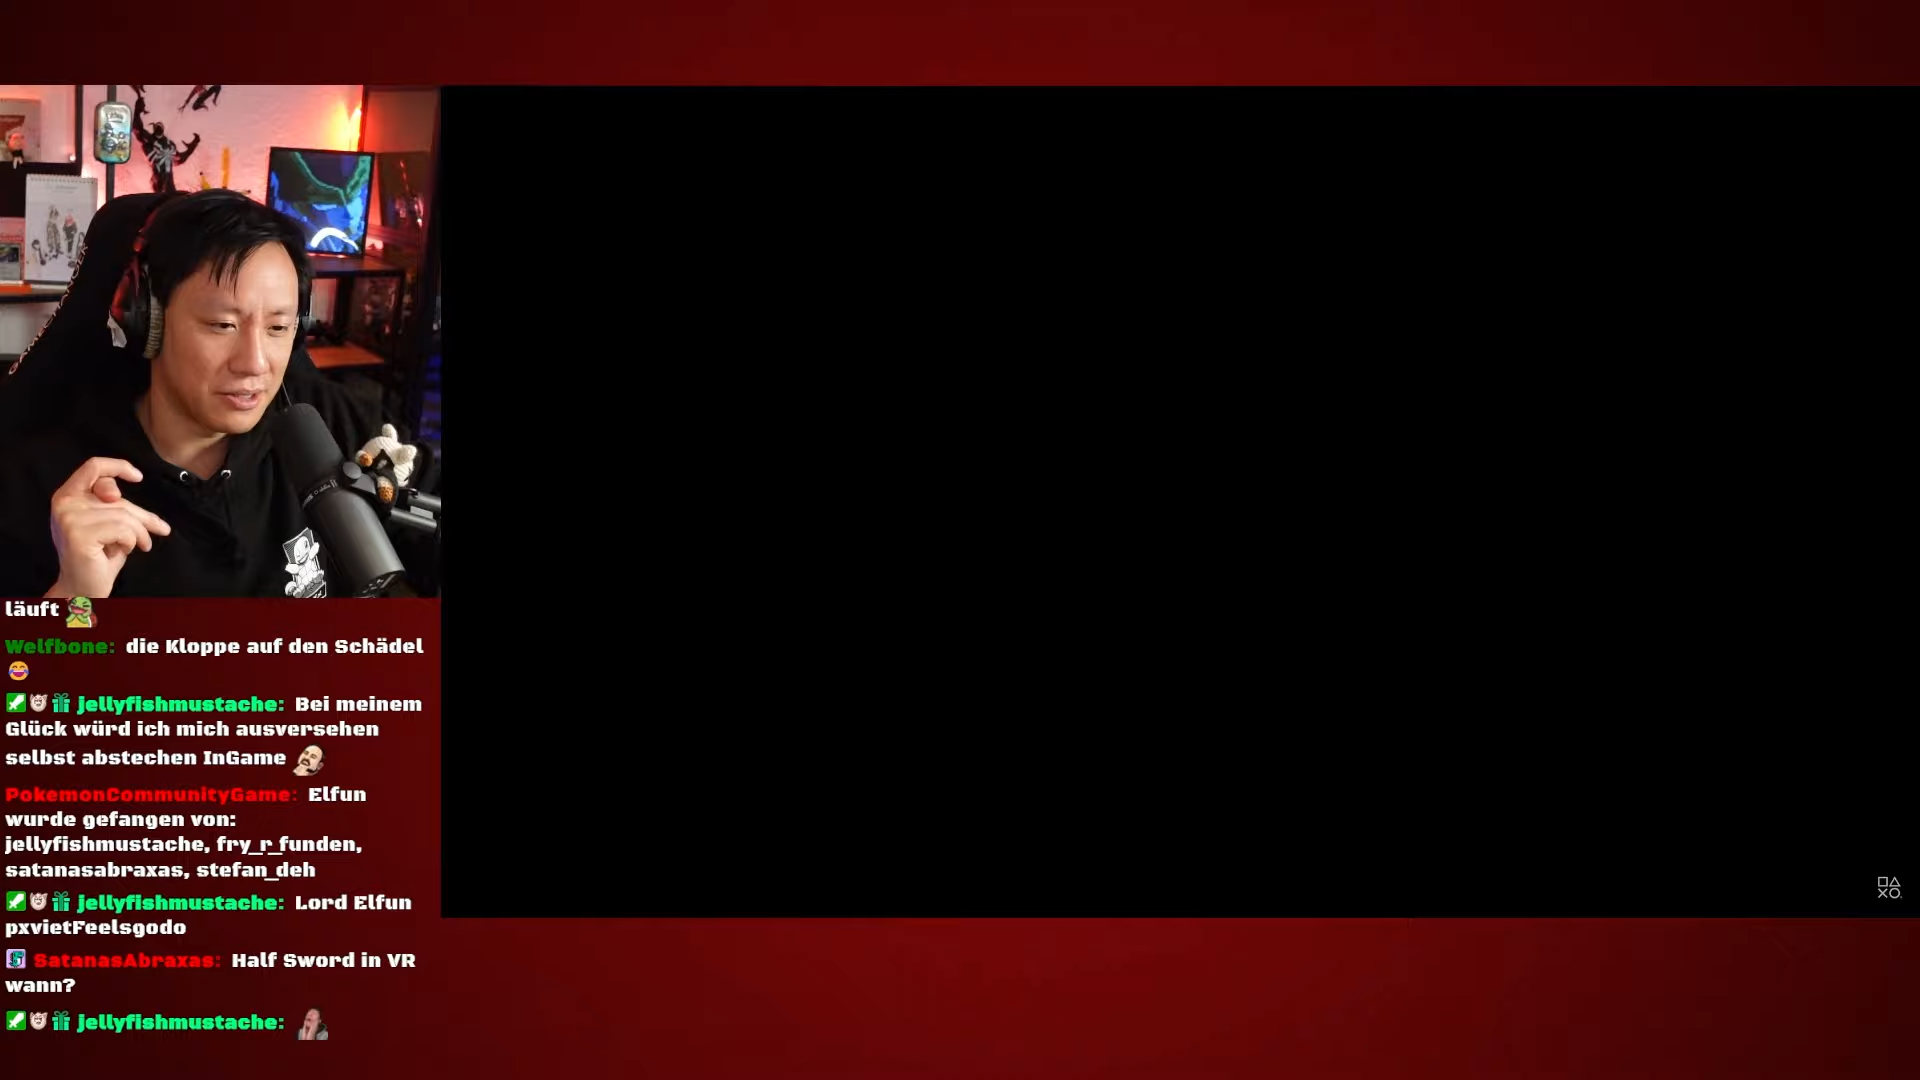 läuft
Welfbone: die Kloppe auf den Schädel
jellyfishmustache: Bei meinem
Glück würd ich mich ausversehen
selbst abstechen InGame
PokemonCommunityGame: Elfun
wurde gefangen von:
jellyfishmustache, fry_r_funden,
satanasabraxas, stefan_deh
jellyfishmustache: Lord Elfun
pxvietFeelsgodo
SatanasAbraxas: Half Sword in VR
wann?
jellyfishmustache: